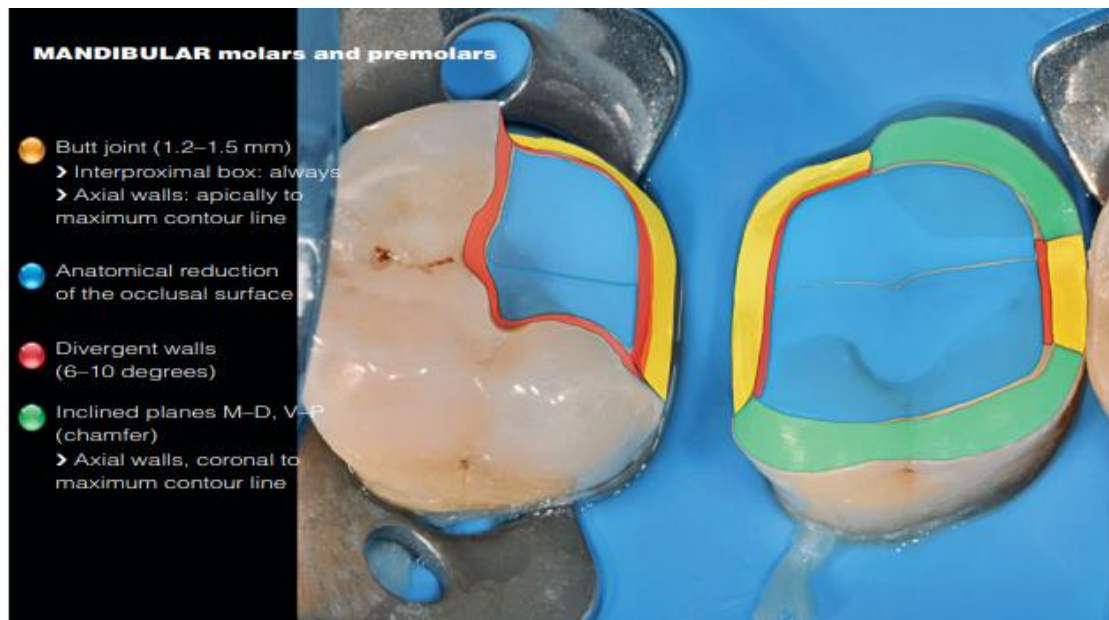 MANDIBULAR molars and premolars
Butt joint (1.2–1.5 mm)
> Interproximal box: always
> Axial walls: apically to
maximum contour line
Anatomical reduction
of the occlusal surface
Divergent walls
(6–10 degrees)
Inclined planes M–D, V–P
(chamfer)
> Axial walls, coronal to
maximum contour line